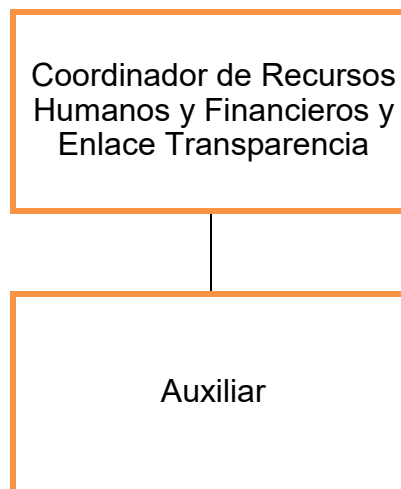 Coordinador de Recursos
Humanos y Financieros y
Enlace Transparencia
Auxiliar